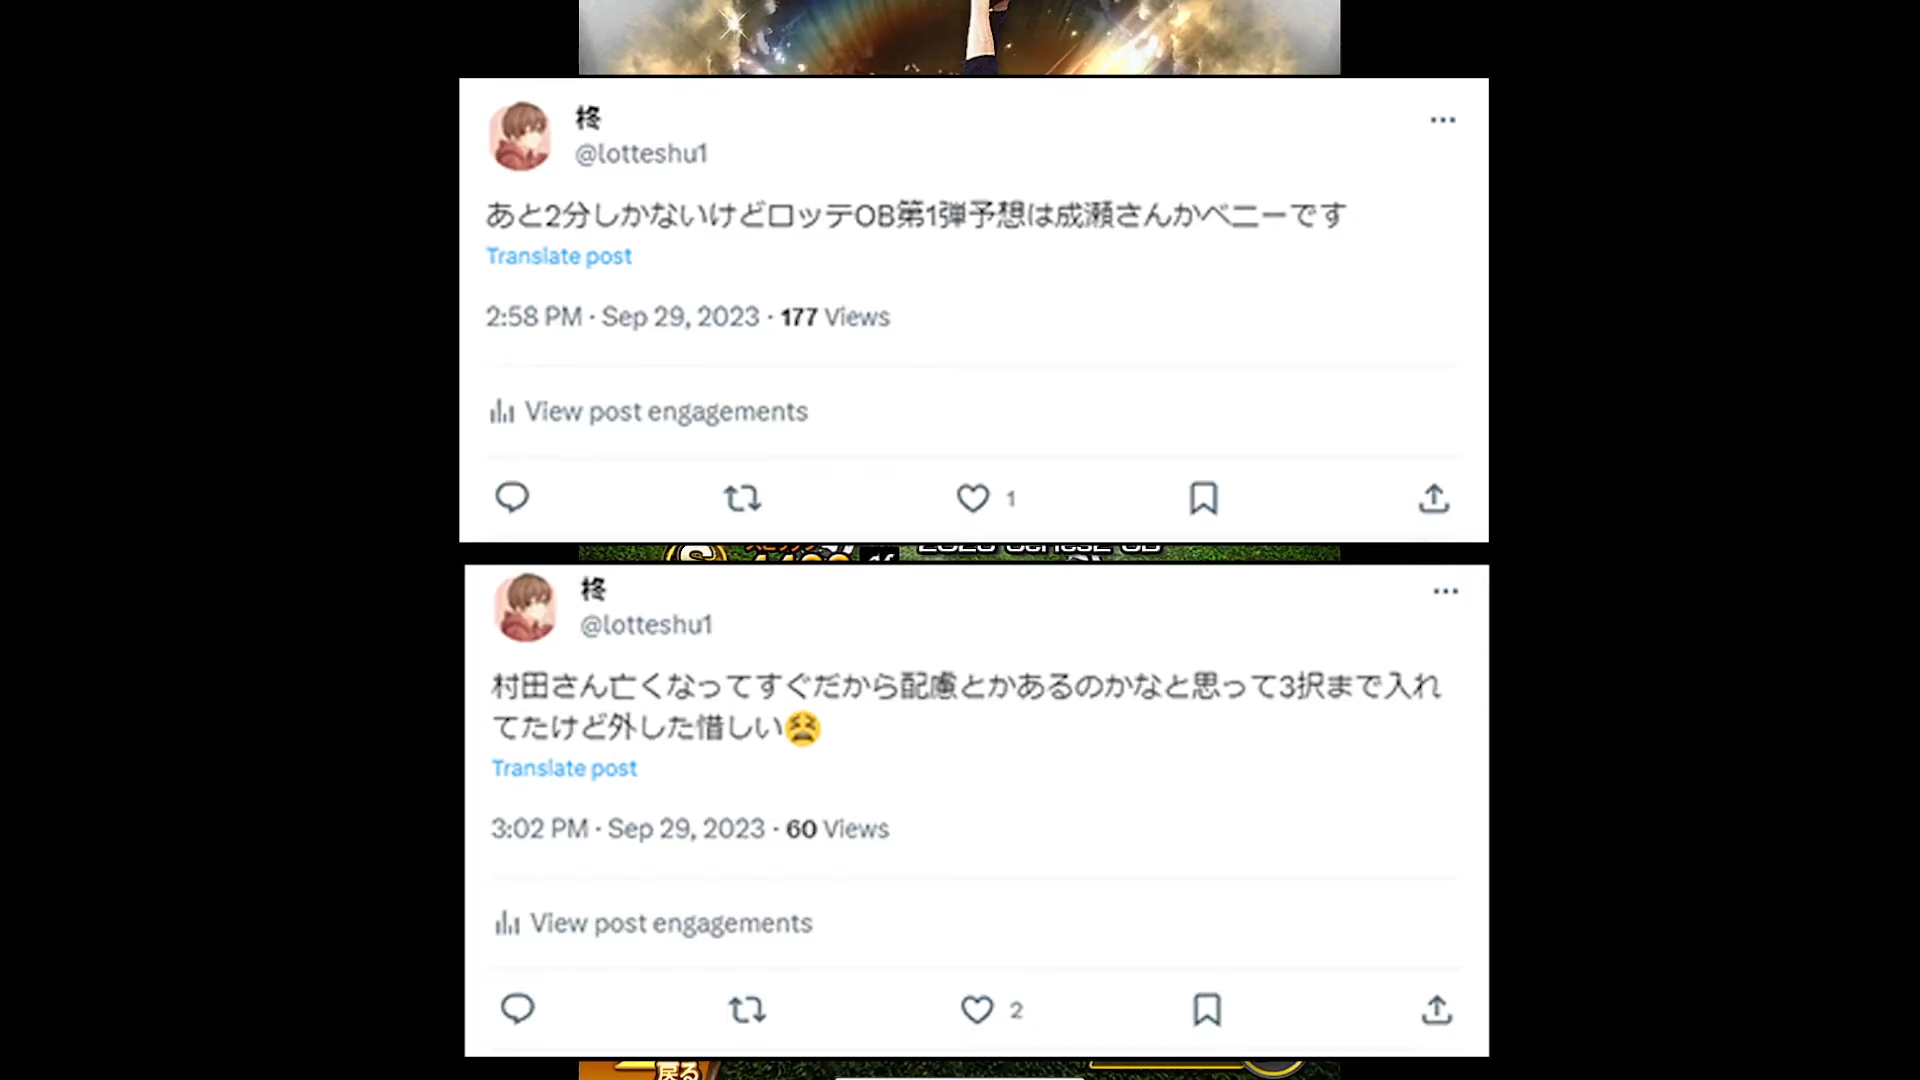 柊
@lotteshu1
あと2分しかないけどロッテOB第1弾予想は成瀬さんかベニーです
Translate post
2:58 PM · Sep 29, 2023 · 177 Views
View post engagements
1
柊
@lotteshu1
村田さん亡くなってすぐだから配慮とかあるのかなと思って3択まで入れ
てたけど外した惜しい😫
Translate post
3:02 PM · Sep 29, 2023 · 60 Views
View post engagements
2
戻る